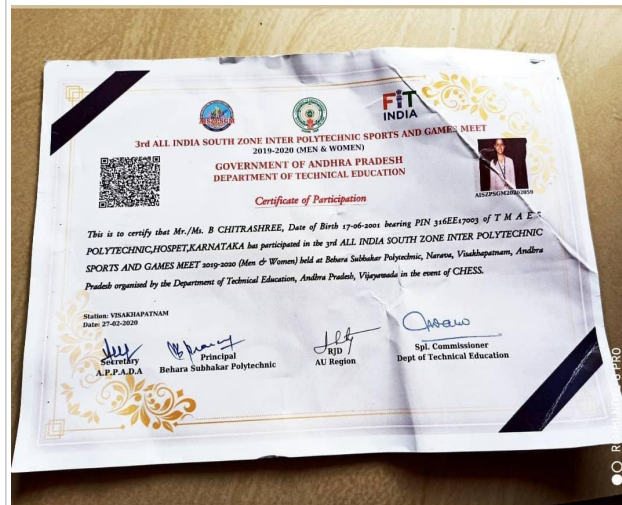 FiT
INDIA
3rd ALL INDIA SOUTH ZONE INTER POLYTECHNIC SPORTS AND GAMES MEET
2019-2020 (MEN & WOMEN)
GOVERNMENT OF ANDHRA PRADESH
DEPARTMENT OF TECHNICAL EDUCATION
Certificate of Participation
AISZPSGM20202059
This is to certify that Mr./Ms. B CHITRASHREE, Date of Birth 17-06-2001 bearing PIN 316EE17003 of T M A E S
POLYTECHNIC,HOSPET,KARNATAKA has participated in the 3rd ALL INDIA SOUTH ZONE INTER POLYTECHNIC
SPORTS AND GAMES MEET 2019-2020 (Men & Women) held at Behara Subhakar Polytechnic, Narava, Visakhapatnam, Andhra
Pradesh organised by the Department of Technical Education, Andhra Pradesh, Vijayawada in the event of CHESS.
Station: VISAKHAPATNAM
Date: 27-02-2020
Secretary
A.P.P.A.D.A
Principal
Behara Subhakar Polytechnic
RJD
AU Region
Spl. Commissioner
Dept of Technical Education
PRO